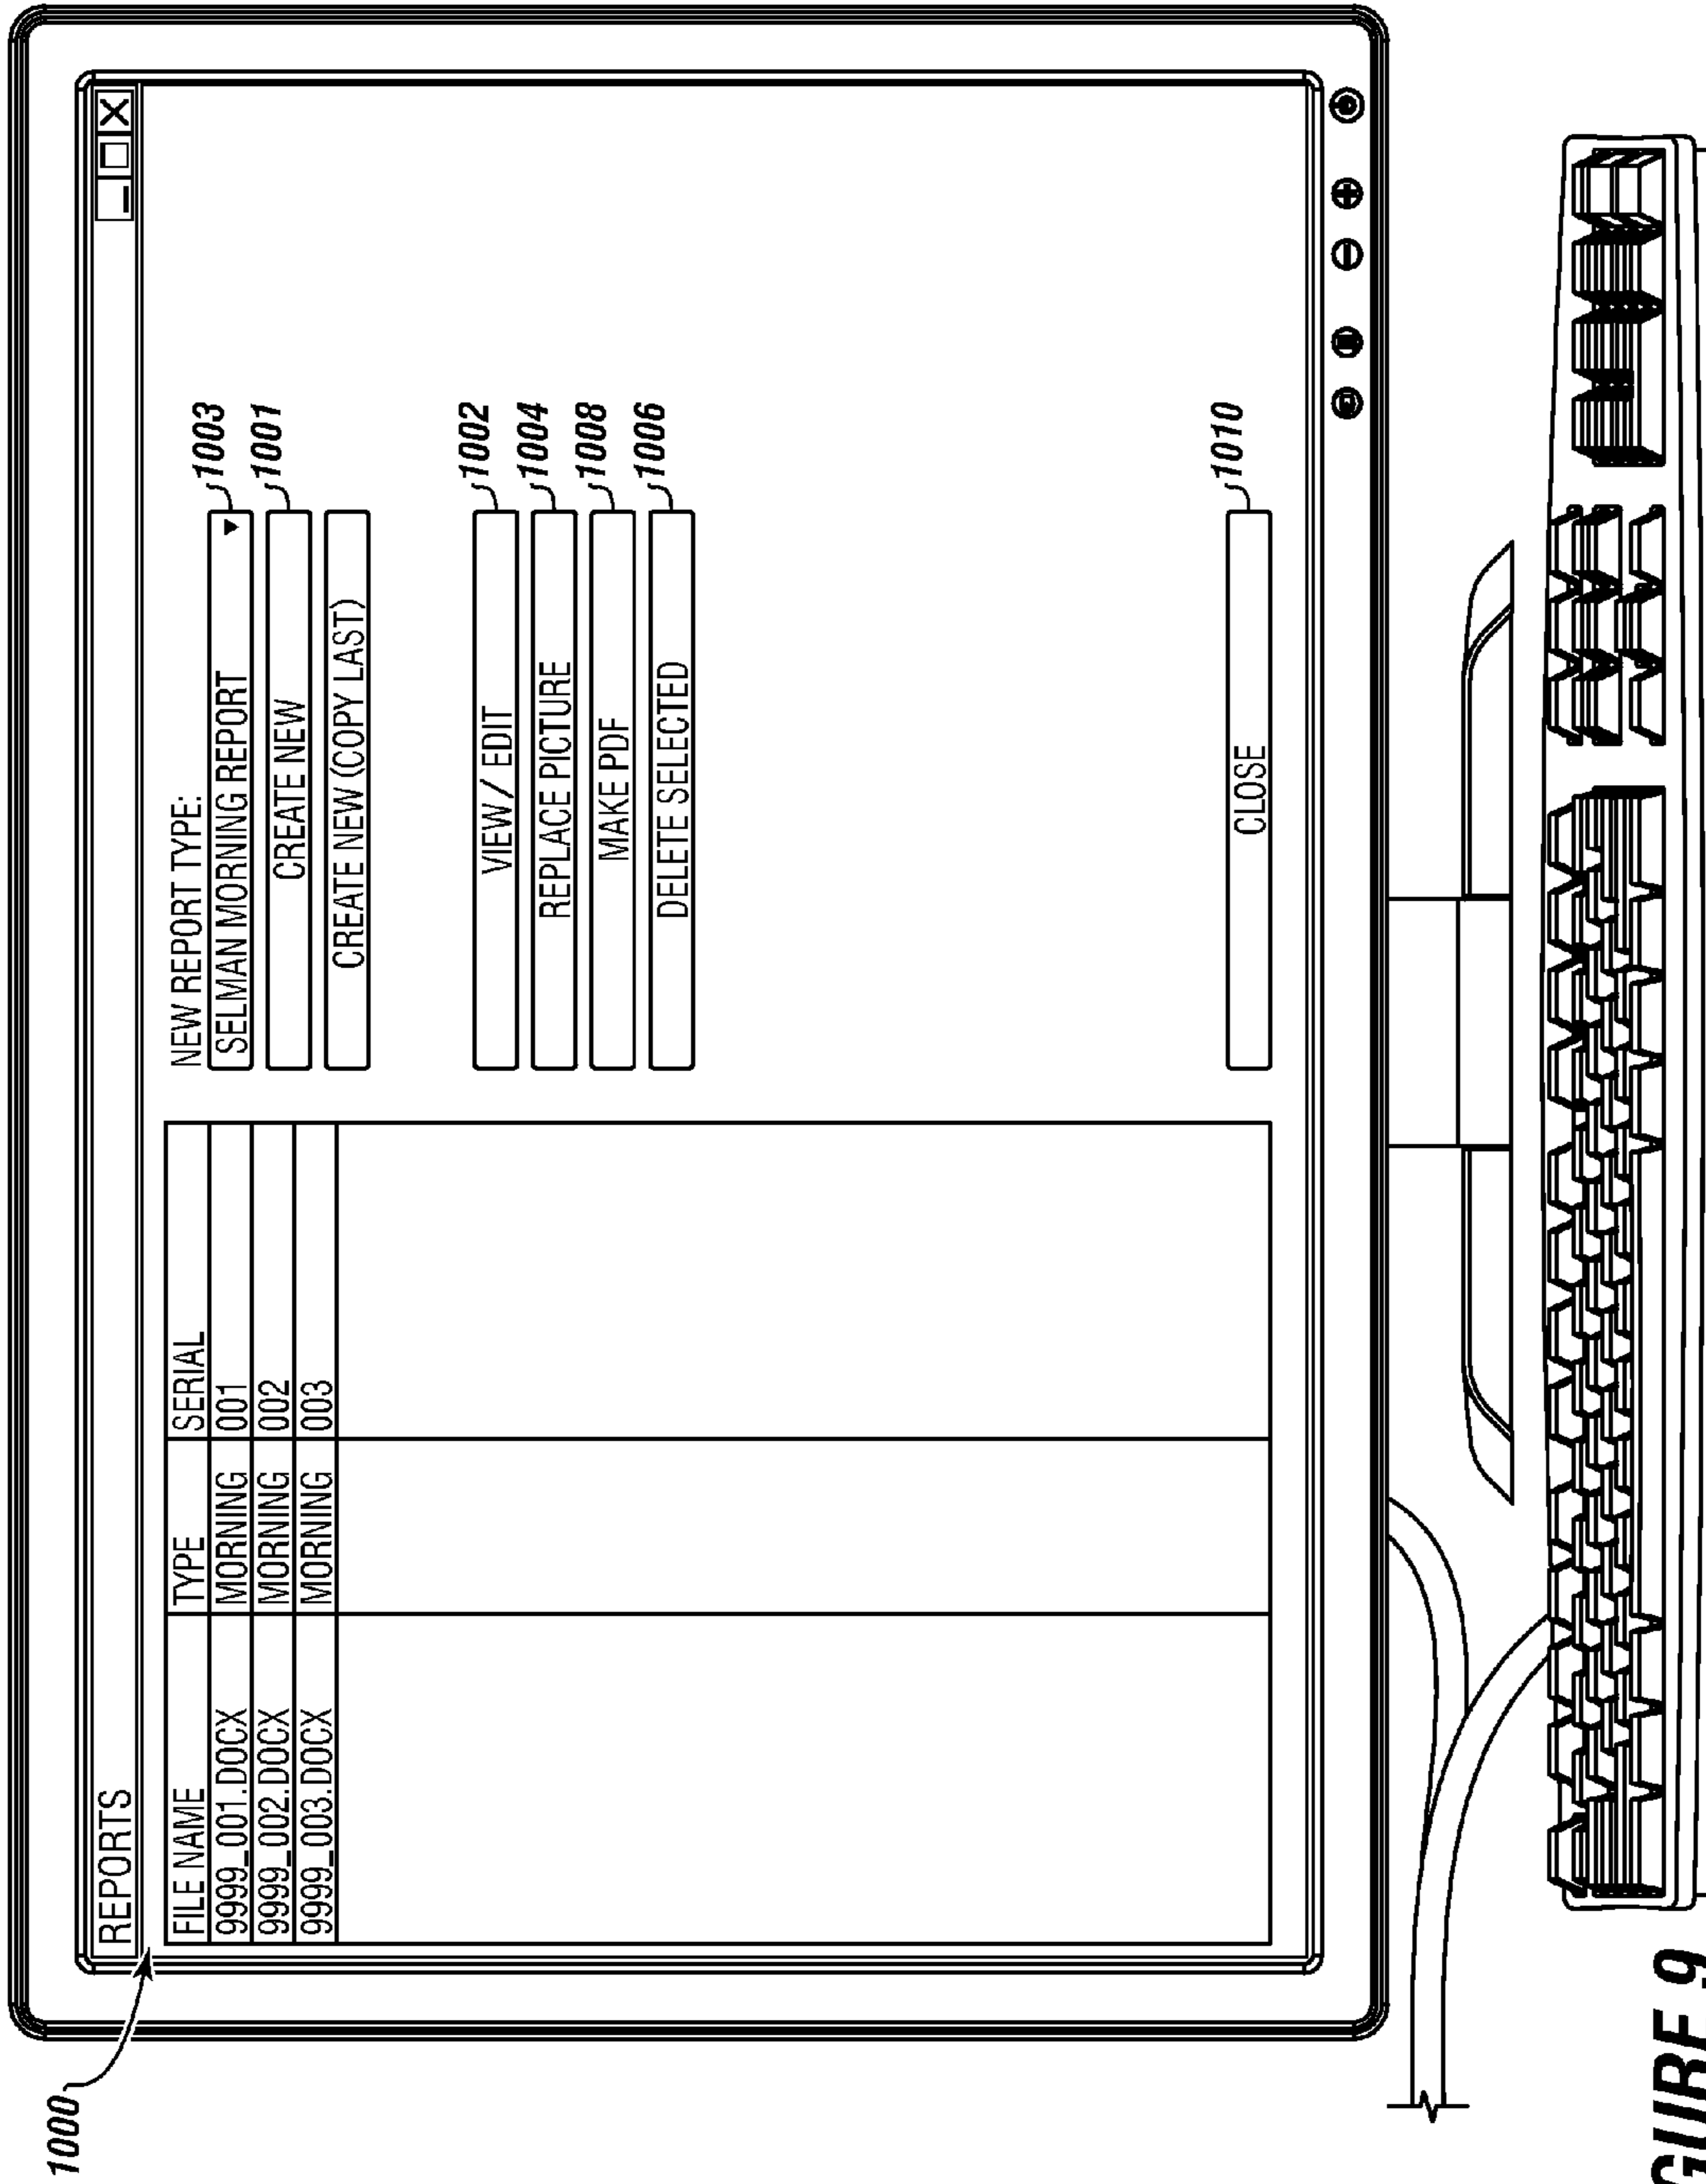 1000
REPORTS
FILE NAME TYPE SERIAL
9999_001.DOCX MORNING 001
9999_002.DOCX MORNING 002
9999_003.DOCX MORNING 003
NEW REPORT TYPE:
SELMAN MORNING REPORT 1003
CREATE NEW 1001
CREATE NEW (COPY LAST)
VIEW / EDIT 1002
REPLACE PICTURE 1004
MAKE PDF 1008
DELETE SELECTED 1006
CLOSE 1010
GURE 9